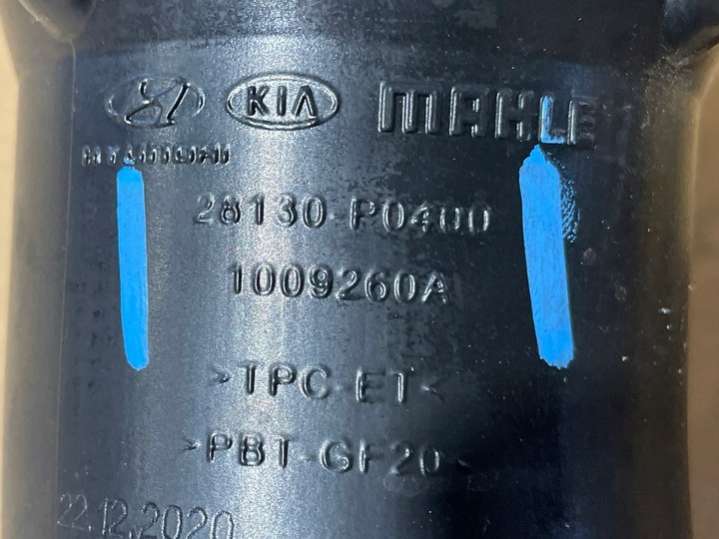 KIA MAHLE
HYUNDAI
28130-P0400
1009260A
>TPC-ET<
>PBT-GF20<
22.12.2020